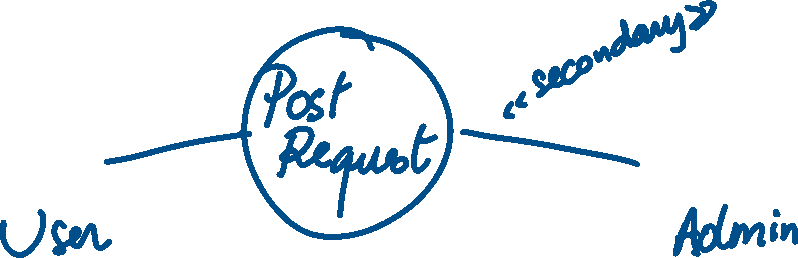 <<secondary>>
Post
Request
User
Admin